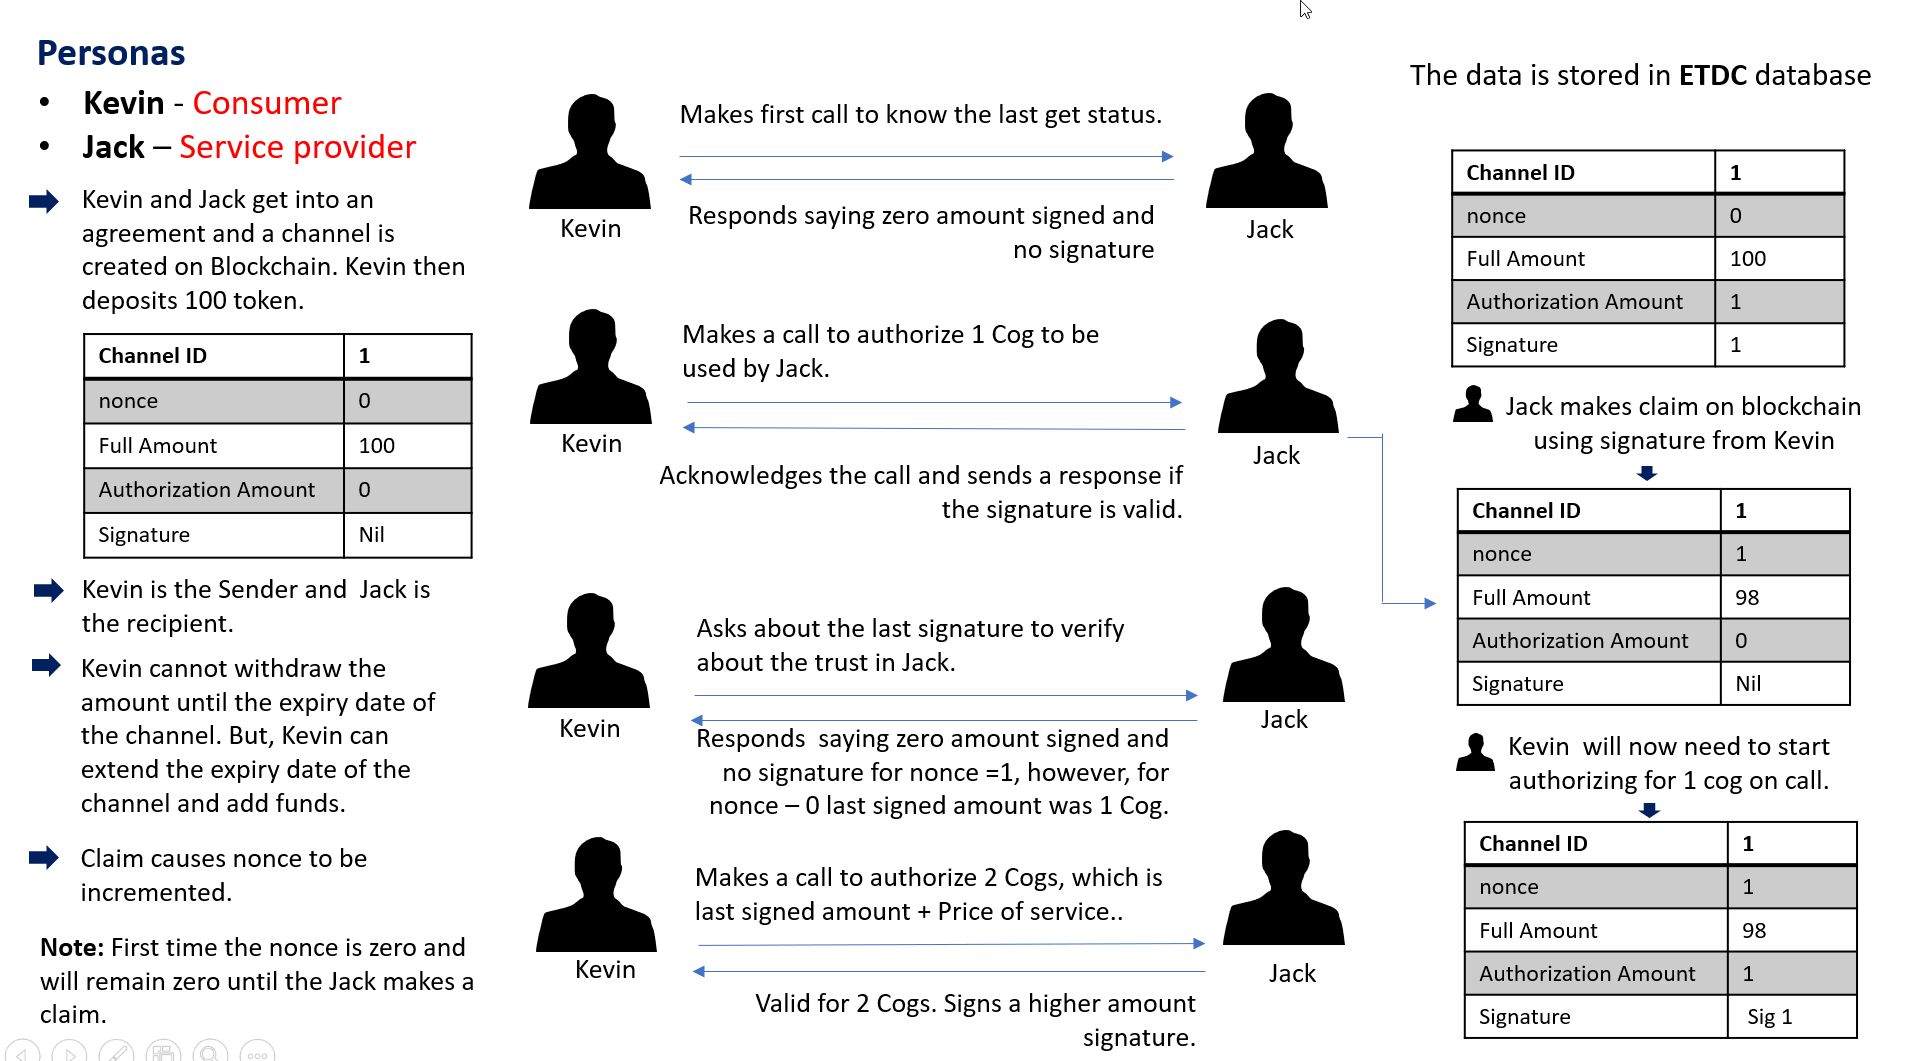 Personas
• Kevin - Consumer
• Jack – Service provider
Kevin and Jack get into an
agreement and a channel is
created on Blockchain. Kevin then
deposits 100 token.
Channel ID 1
nonce 0
Full Amount 100
Authorization Amount 0
Signature Nil
Kevin is the Sender and  Jack is
the recipient.
Kevin cannot withdraw the
amount until the expiry date of
the channel. But, Kevin can
extend the expiry date of the
channel and add funds.
Claim causes nonce to be
incremented.
Note: First time the nonce is zero and
will remain zero until the Jack makes a
claim.
Makes first call to know the last get status.
Responds saying zero amount signed and
no signature
Kevin
Jack
Makes a call to authorize 1 Cog to be
used by Jack.
Kevin
Jack
Acknowledges the call and sends a response if
the signature is valid.
Asks about the last signature to verify
about the trust in Jack.
Kevin
Jack
Responds  saying zero amount signed and
no signature for nonce =1, however, for
nonce – 0 last signed amount was 1 Cog.
Makes a call to authorize 2 Cogs, which is
last signed amount + Price of service..
Kevin
Jack
Valid for 2 Cogs. Signs a higher amount
signature.
The data is stored in ETDC database
Channel ID 1
nonce 0
Full Amount 100
Authorization Amount 1
Signature 1
Jack makes claim on blockchain
using signature from Kevin
Channel ID 1
nonce 1
Full Amount 98
Authorization Amount 0
Signature Nil
Kevin  will now need to start
authorizing for 1 cog on call.
Channel ID 1
nonce 1
Full Amount 98
Authorization Amount 1
Signature Sig 1